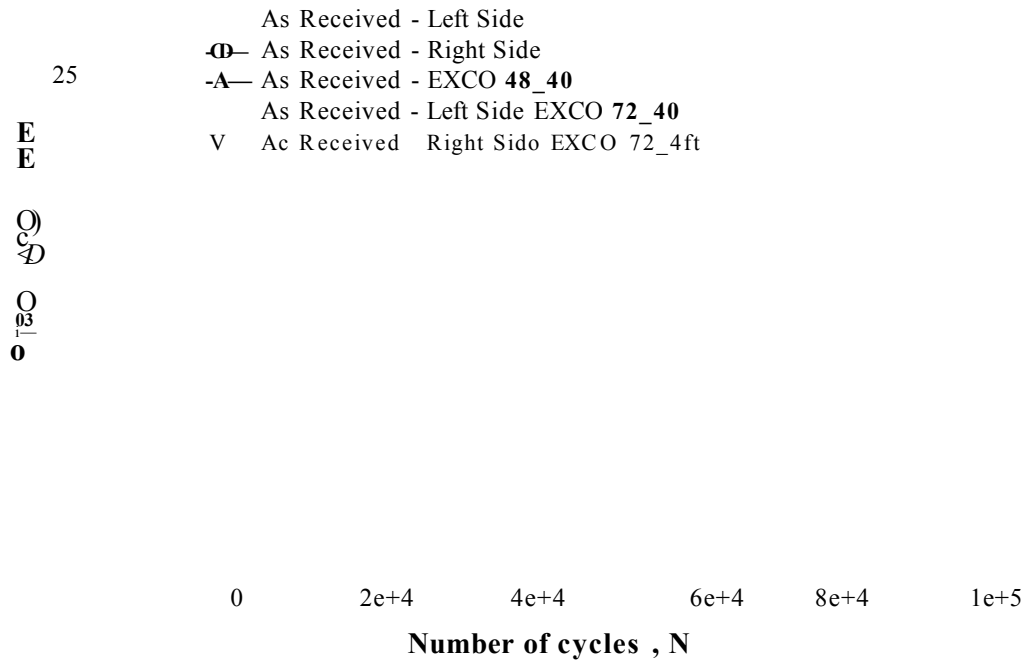 As Received - Left Side
-O— As Received - Right Side
25
-A— As Received - EXCO 48_40
As Received - Left Side EXCO 72_40
V Ac Received Right Sido EXCO 72_4ft
E
E
O)
c
<D
O
03
i—
o
0 2e+4 4e+4 6e+4 8e+4 1e+5
Number of cycles , N